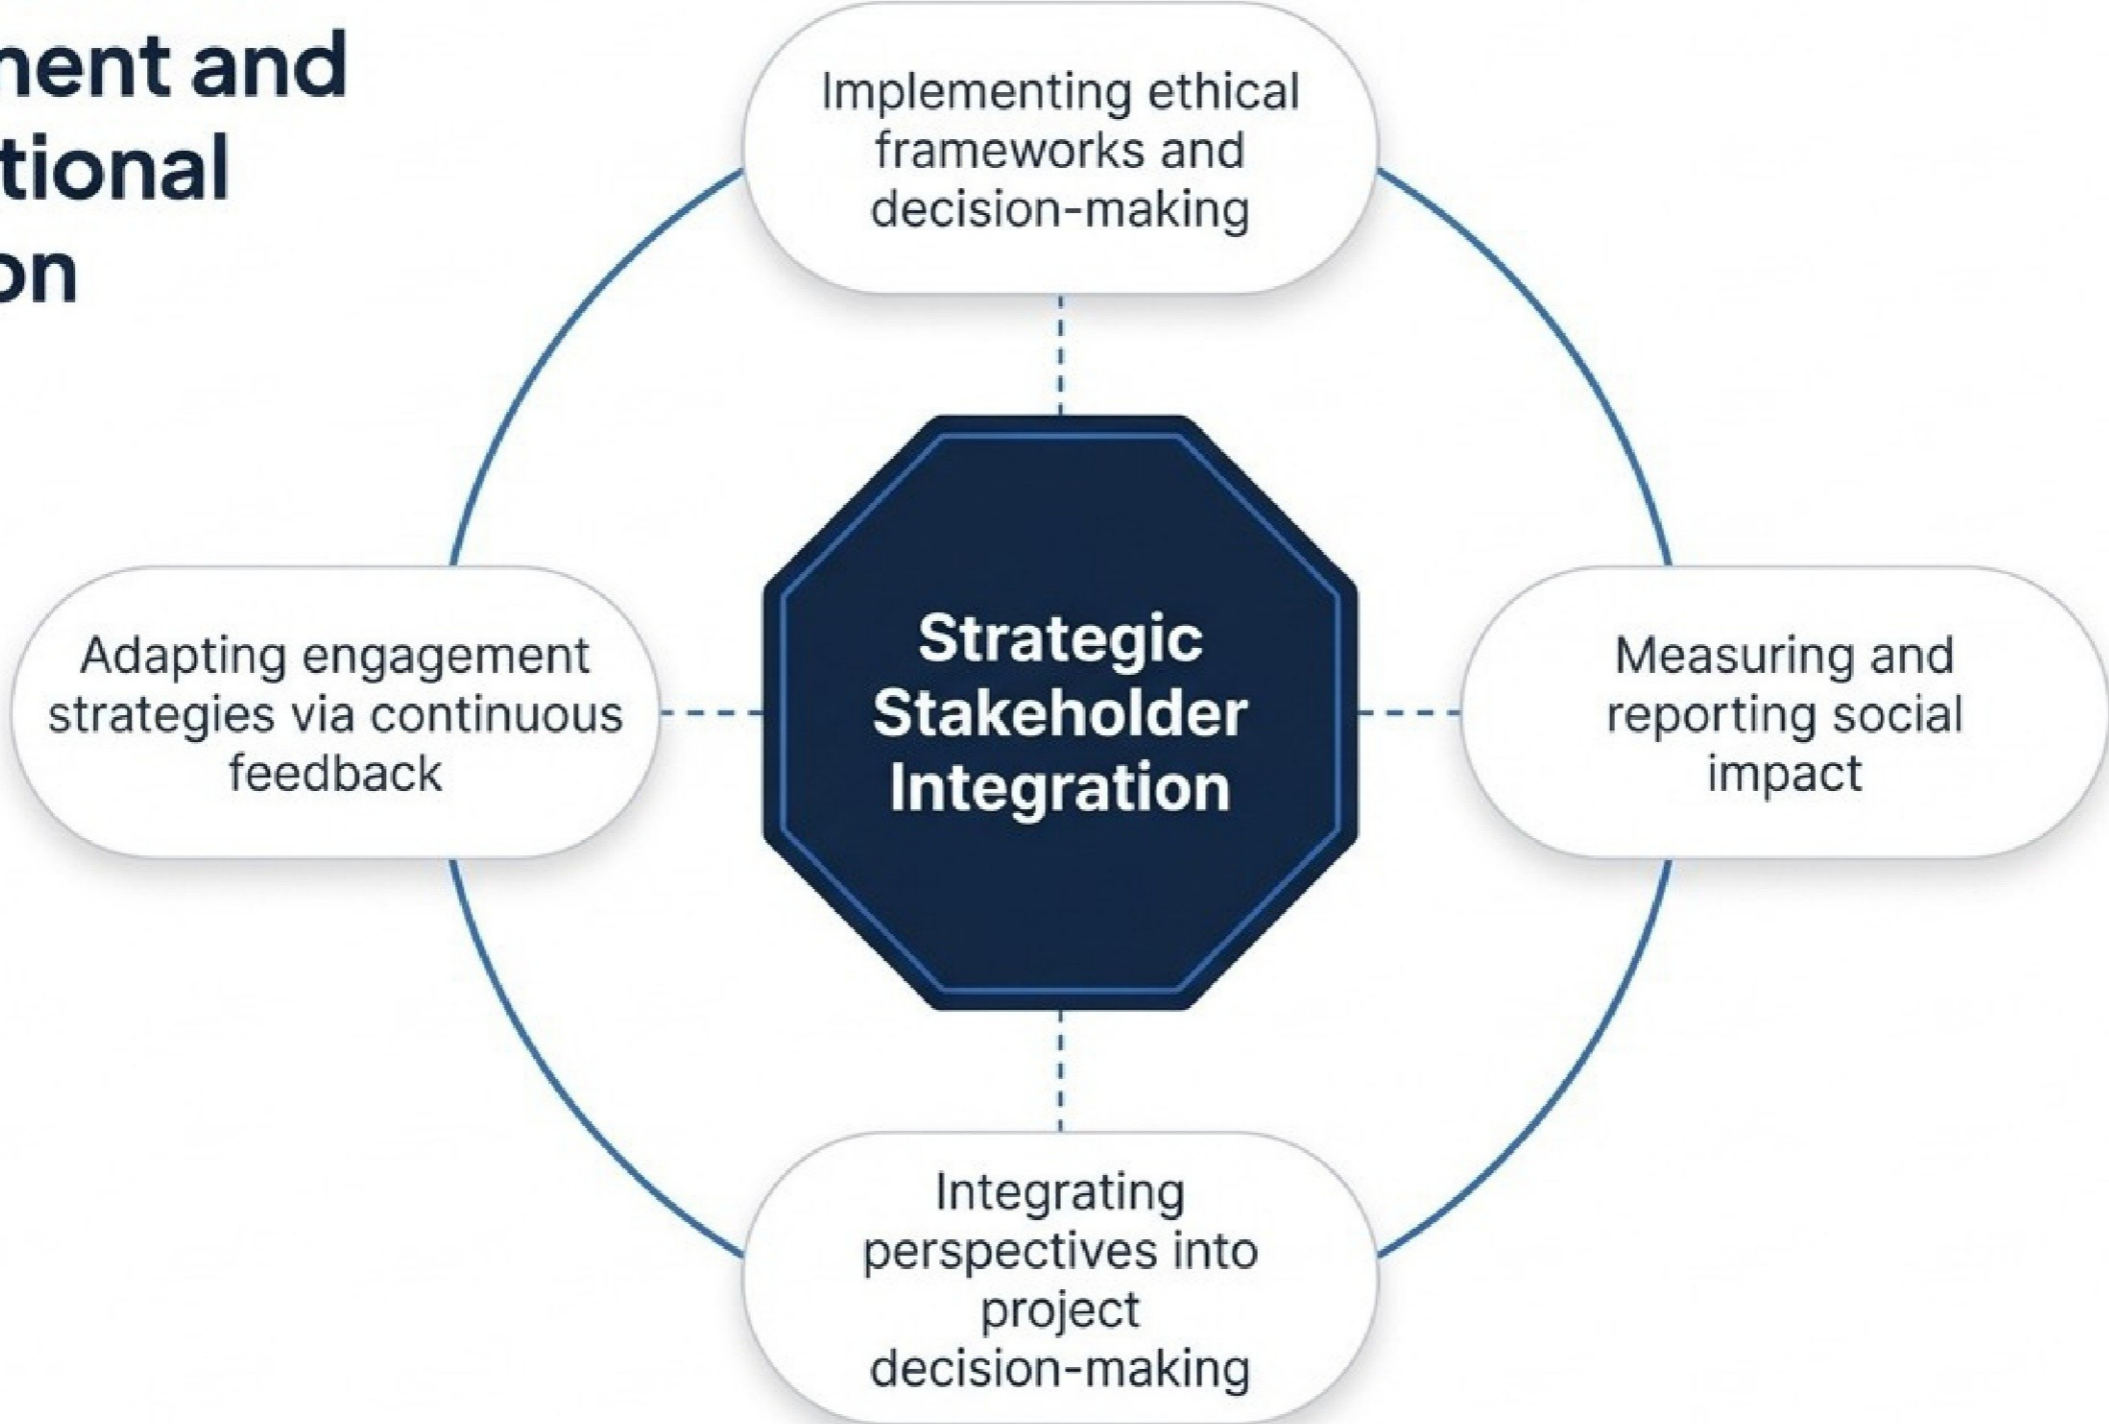 ment and
tional
on
Implementing ethical
frameworks and
decision-making
Adapting engagement
strategies via continuous
feedback
Strategic
Stakeholder
Integration
Measuring and
reporting social
impact
Integrating
perspectives into
project
decision-making